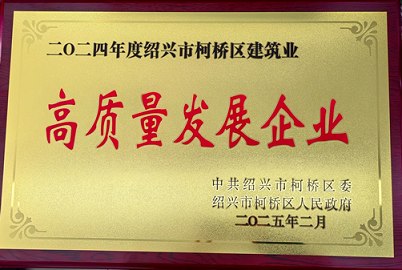 二〇二四年度绍兴市柯桥区建筑业
高质量发展企业
中共绍兴市柯桥区委
绍兴市柯桥区人民政府
二〇二五年二月